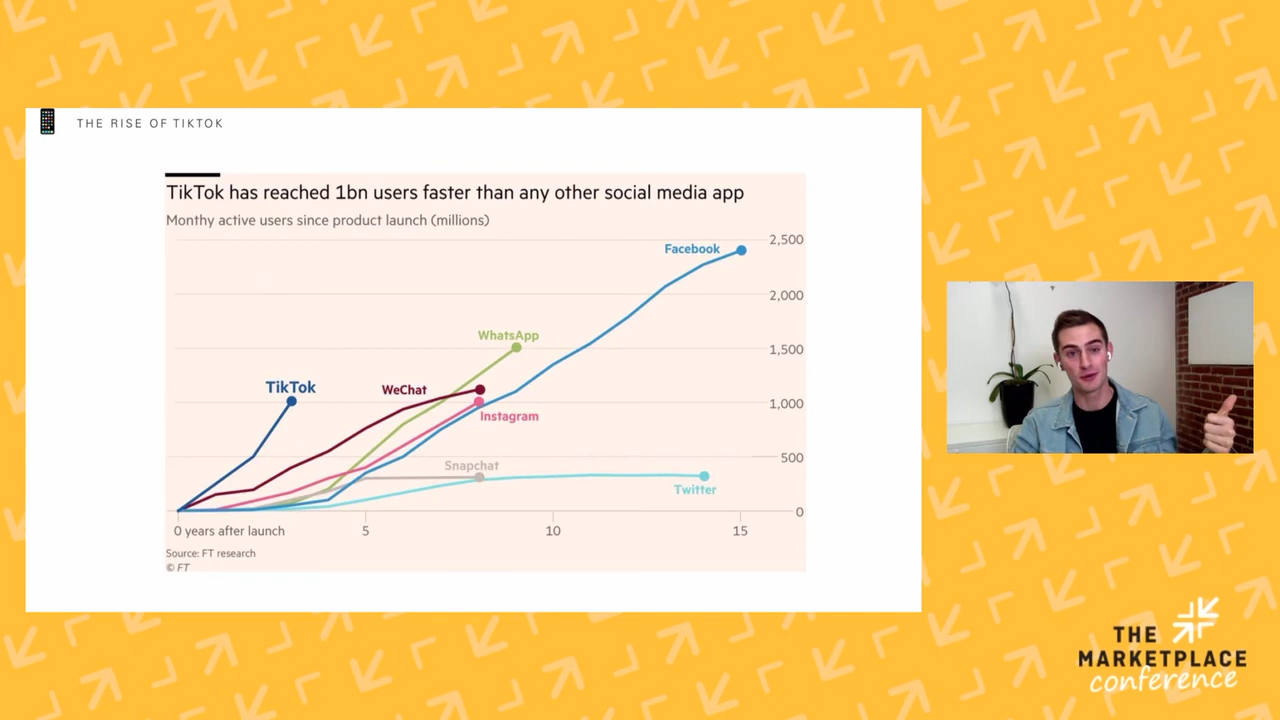 THE RISE OF TIKTOK
TikTok has reached 1bn users faster than any other social media app
Monthy active users since product launch (millions)
2,500
Facebook
2,000
WhatsApp
1,500
TikTok
WeChat
1,000
Instagram
Snapchat
500
Twitter
0
0 years after launch 5 10 15
Source: FT research
© FT
THE
MARKETPLACE
conference